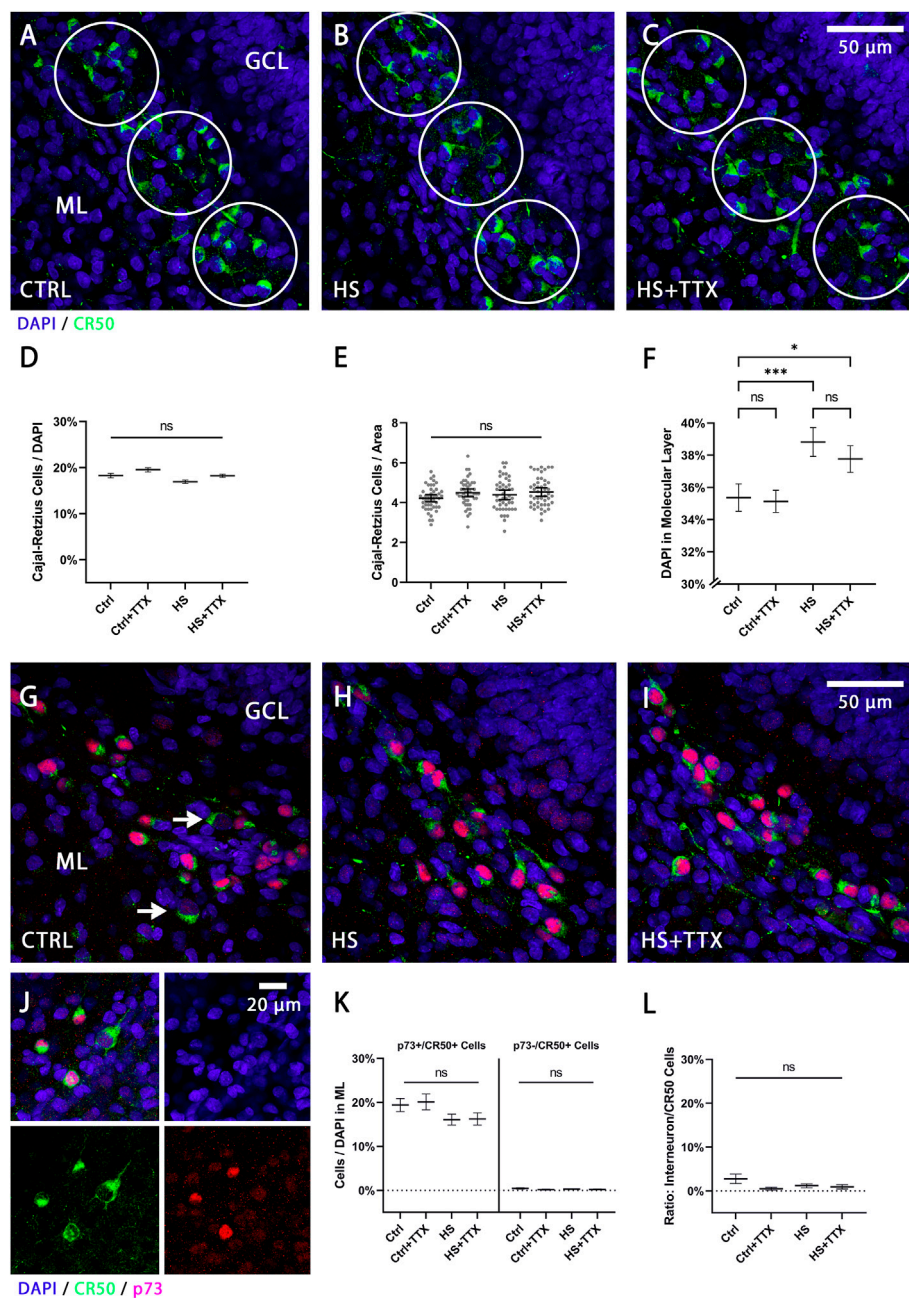 A
GCL
ML
CTRL
B
HS
C
50 µm
HS+TTX
DAPI / CR50
D
30%
20%
10%
0%
Cajal-Retzius Cells / DAPI
ns
Ctrl
Ctrl+TTX
HS
HS+TTX
E
8
6
4
2
0
Cajal-Retzius Cells / Area
ns
Ctrl
Ctrl+TTX
HS
HS+TTX
F
*
***
ns
ns
40%
38%
36%
34%
30%
DAPI in Molecular Layer
Ctrl
Ctrl+TTX
HS
HS+TTX
G
GCL
ML
CTRL
H
HS
I
50 µm
HS+TTX
J
20 µm
DAPI / CR50 / p73
K
p73+/CR50+ Cells
p73-/CR50+ Cells
30%
20%
10%
0%
Cells / DAPI in ML
ns
ns
Ctrl
Ctrl+TTX
HS
HS+TTX
Ctrl
Ctrl+TTX
HS
HS+TTX
L
30%
20%
10%
0%
Ratio: Interneuron/CR50 Cells
ns
Ctrl
Ctrl+TTX
HS
HS+TTX